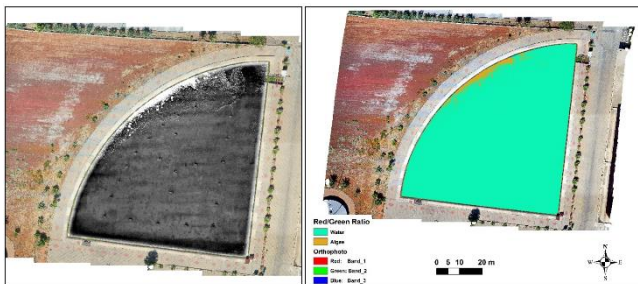 Red/Green Ratio
Water
Algae
Orthophoto
Red: Band_1
Green: Band_2
Blue: Band_3
0 5 10 20 m
N
W E
S